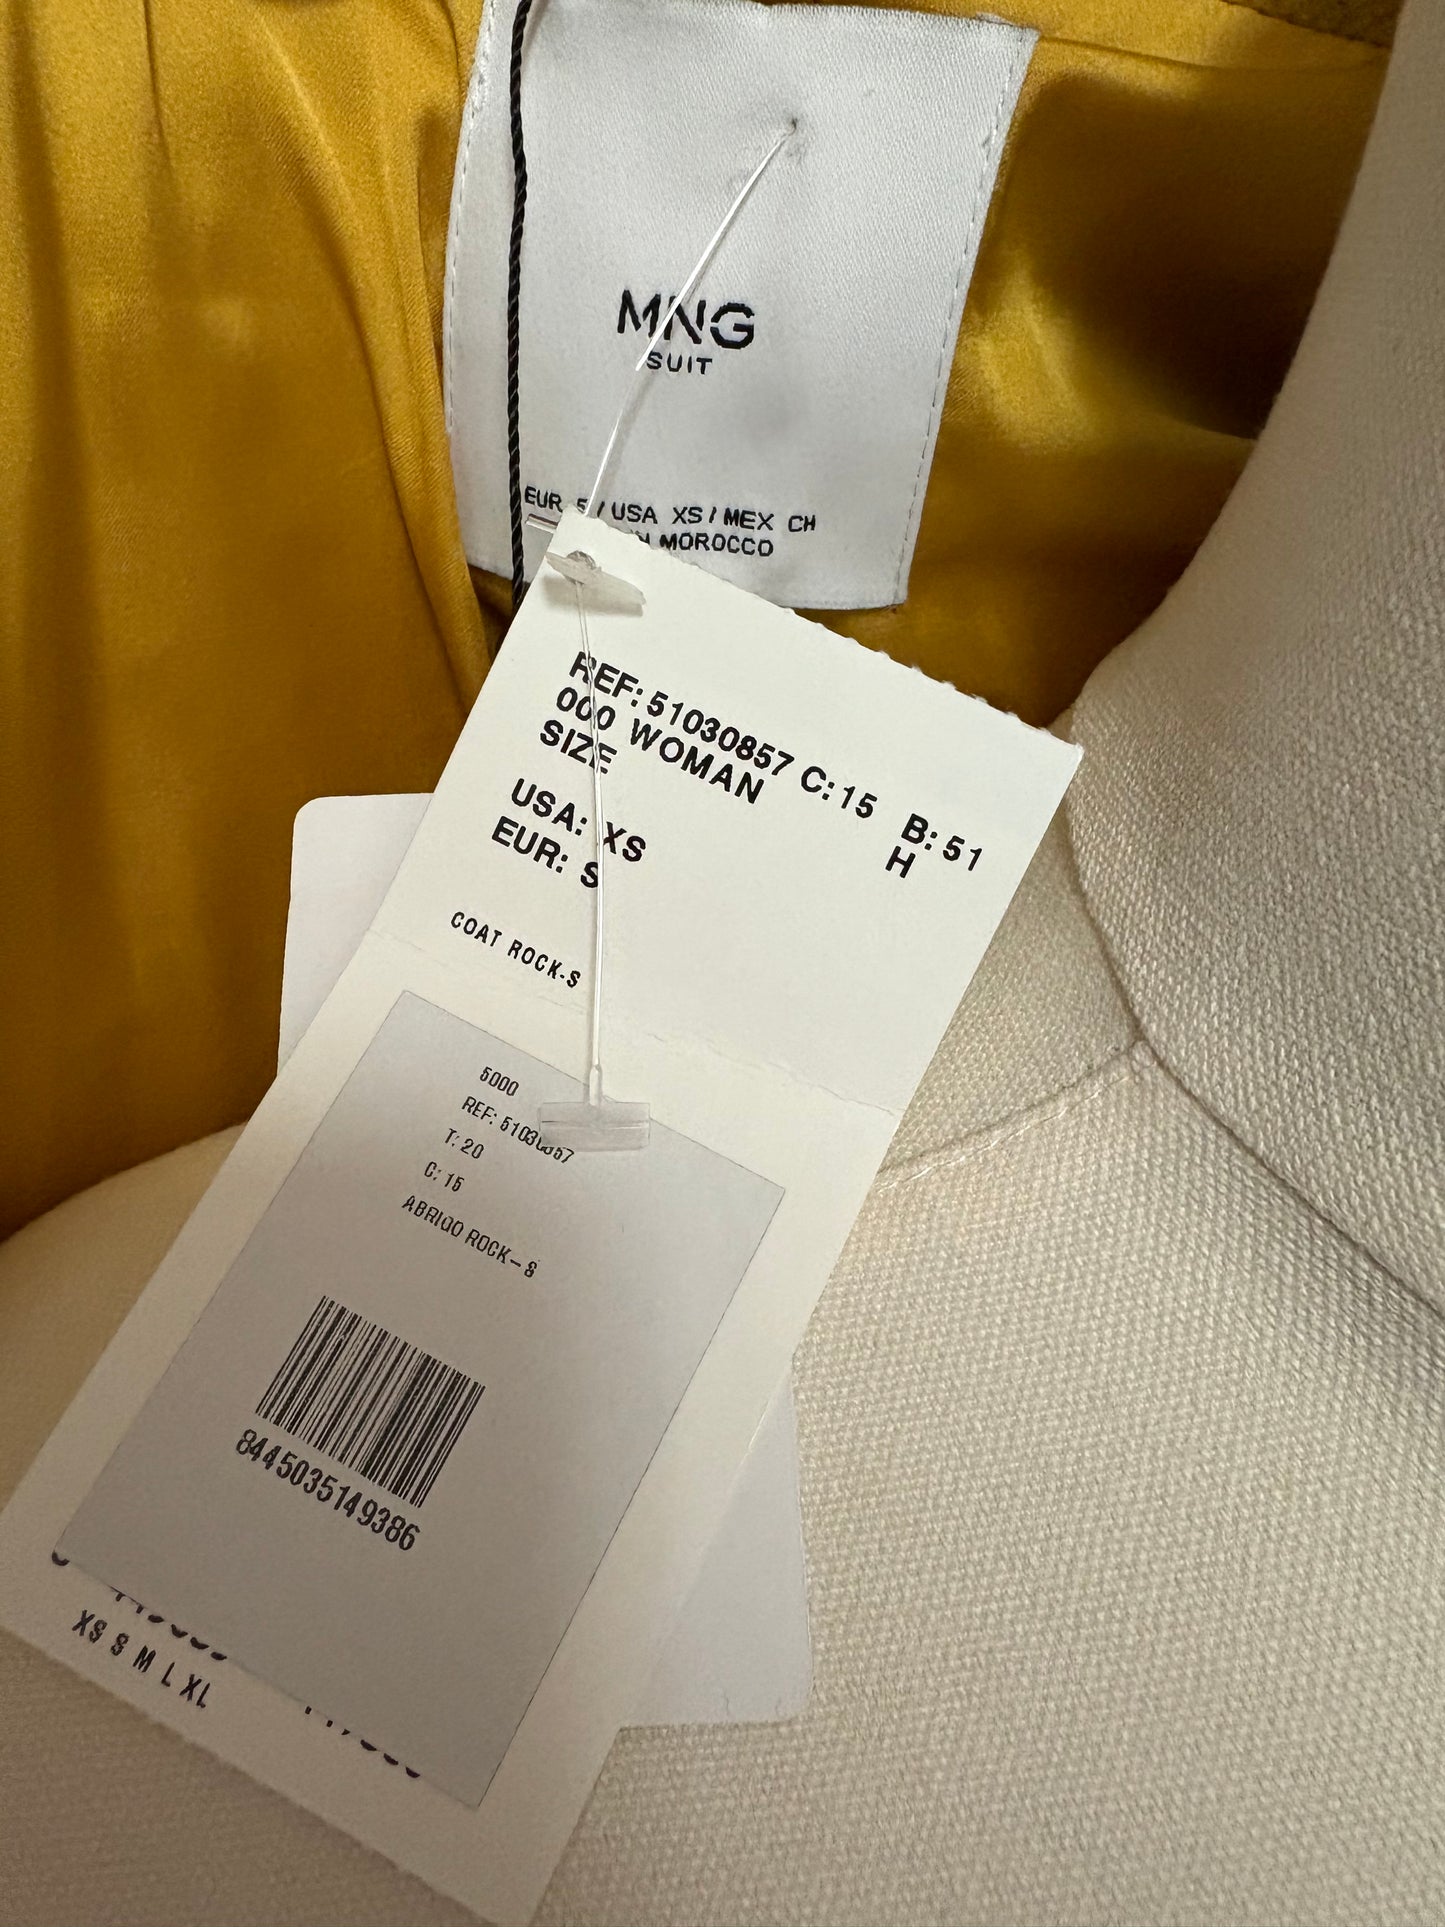 MNG
SUIT
EUR S / USA XS / MEX CH
MOROCCO
REF: 51030857 C: 15 B: 51
000 WOMAN H
SIZE
USA: XS
EUR: S
COAT ROCK-S
5000
REF: 51030857
T: 20
C: 15
ABRIGO ROCK-S
8445035149386
XS S M L XL